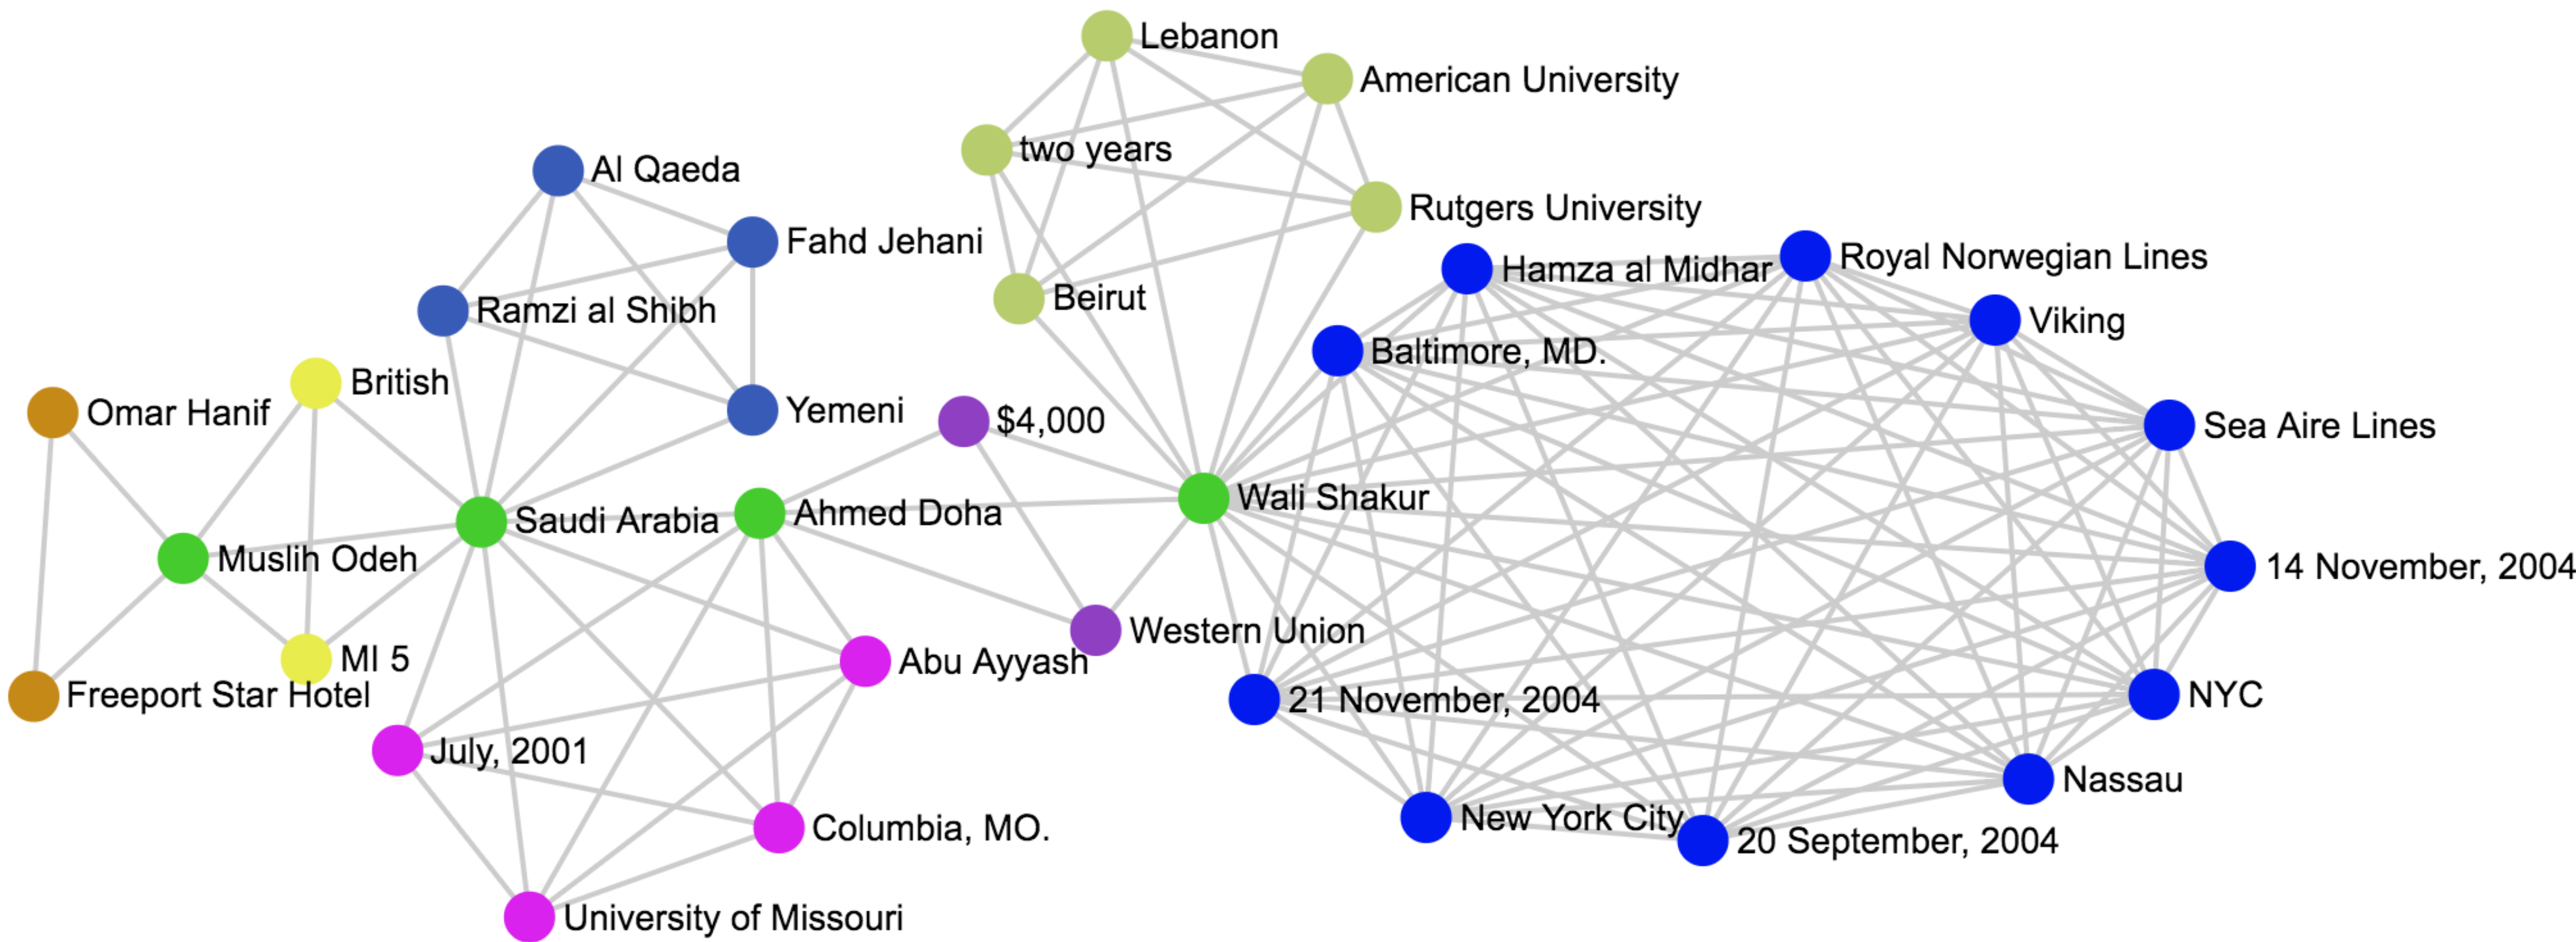 Lebanon
American University
two years
Al Qaeda
Rutgers University
Fahd Jehani
Royal Norwegian Lines
Hamza al Midhar
Beirut
Ramzi al Shibh
Viking
Baltimore, MD.
British
Omar Hanif
Yemeni
$4,000
Sea Aire Lines
Wali Shakur
Ahmed Doha
Saudi Arabia
Muslih Odeh
14 November, 2004
Western Union
MI 5
Abu Ayyash
Freeport Star Hotel
NYC
21 November, 2004
July, 2001
Nassau
New York City
Columbia, MO.
20 September, 2004
University of Missouri